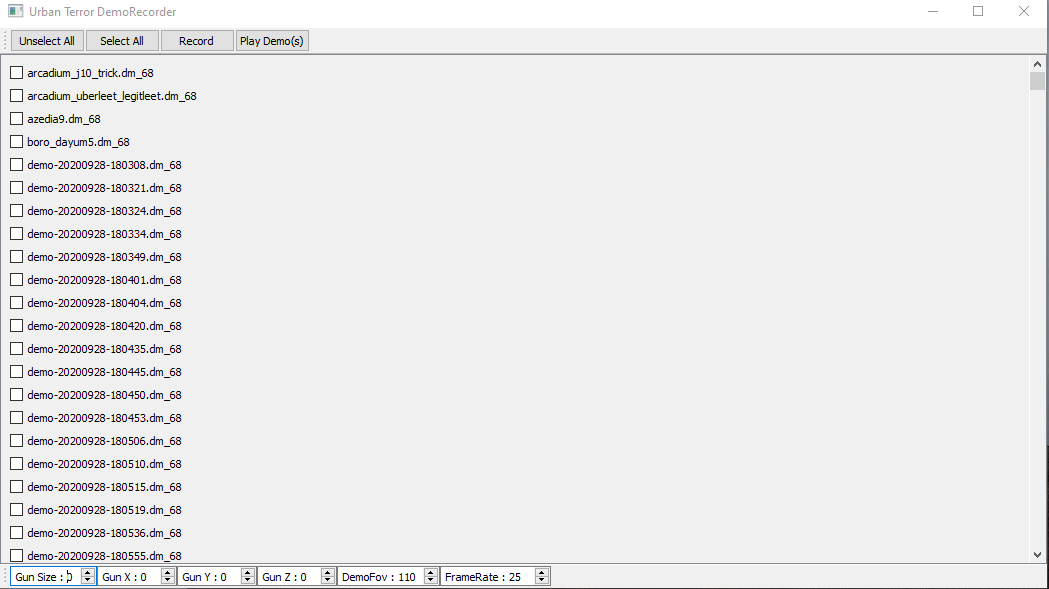 Urban Terror DemoRecorder
Unselect All Select All Record Play Demo(s)
arcadium_j10_trick.dm_68
arcadium_uberleet_legitleet.dm_68
azedia9.dm_68
boro_dayum5.dm_68
demo-20200928-180308.dm_68
demo-20200928-180321.dm_68
demo-20200928-180324.dm_68
demo-20200928-180334.dm_68
demo-20200928-180349.dm_68
demo-20200928-180401.dm_68
demo-20200928-180404.dm_68
demo-20200928-180420.dm_68
demo-20200928-180435.dm_68
demo-20200928-180445.dm_68
demo-20200928-180450.dm_68
demo-20200928-180453.dm_68
demo-20200928-180506.dm_68
demo-20200928-180510.dm_68
demo-20200928-180515.dm_68
demo-20200928-180519.dm_68
demo-20200928-180536.dm_68
demo-20200928-180555.dm_68
Gun Size : 0 Gun X : 0 Gun Y : 0 Gun Z : 0 DemoFov : 110 FrameRate : 25